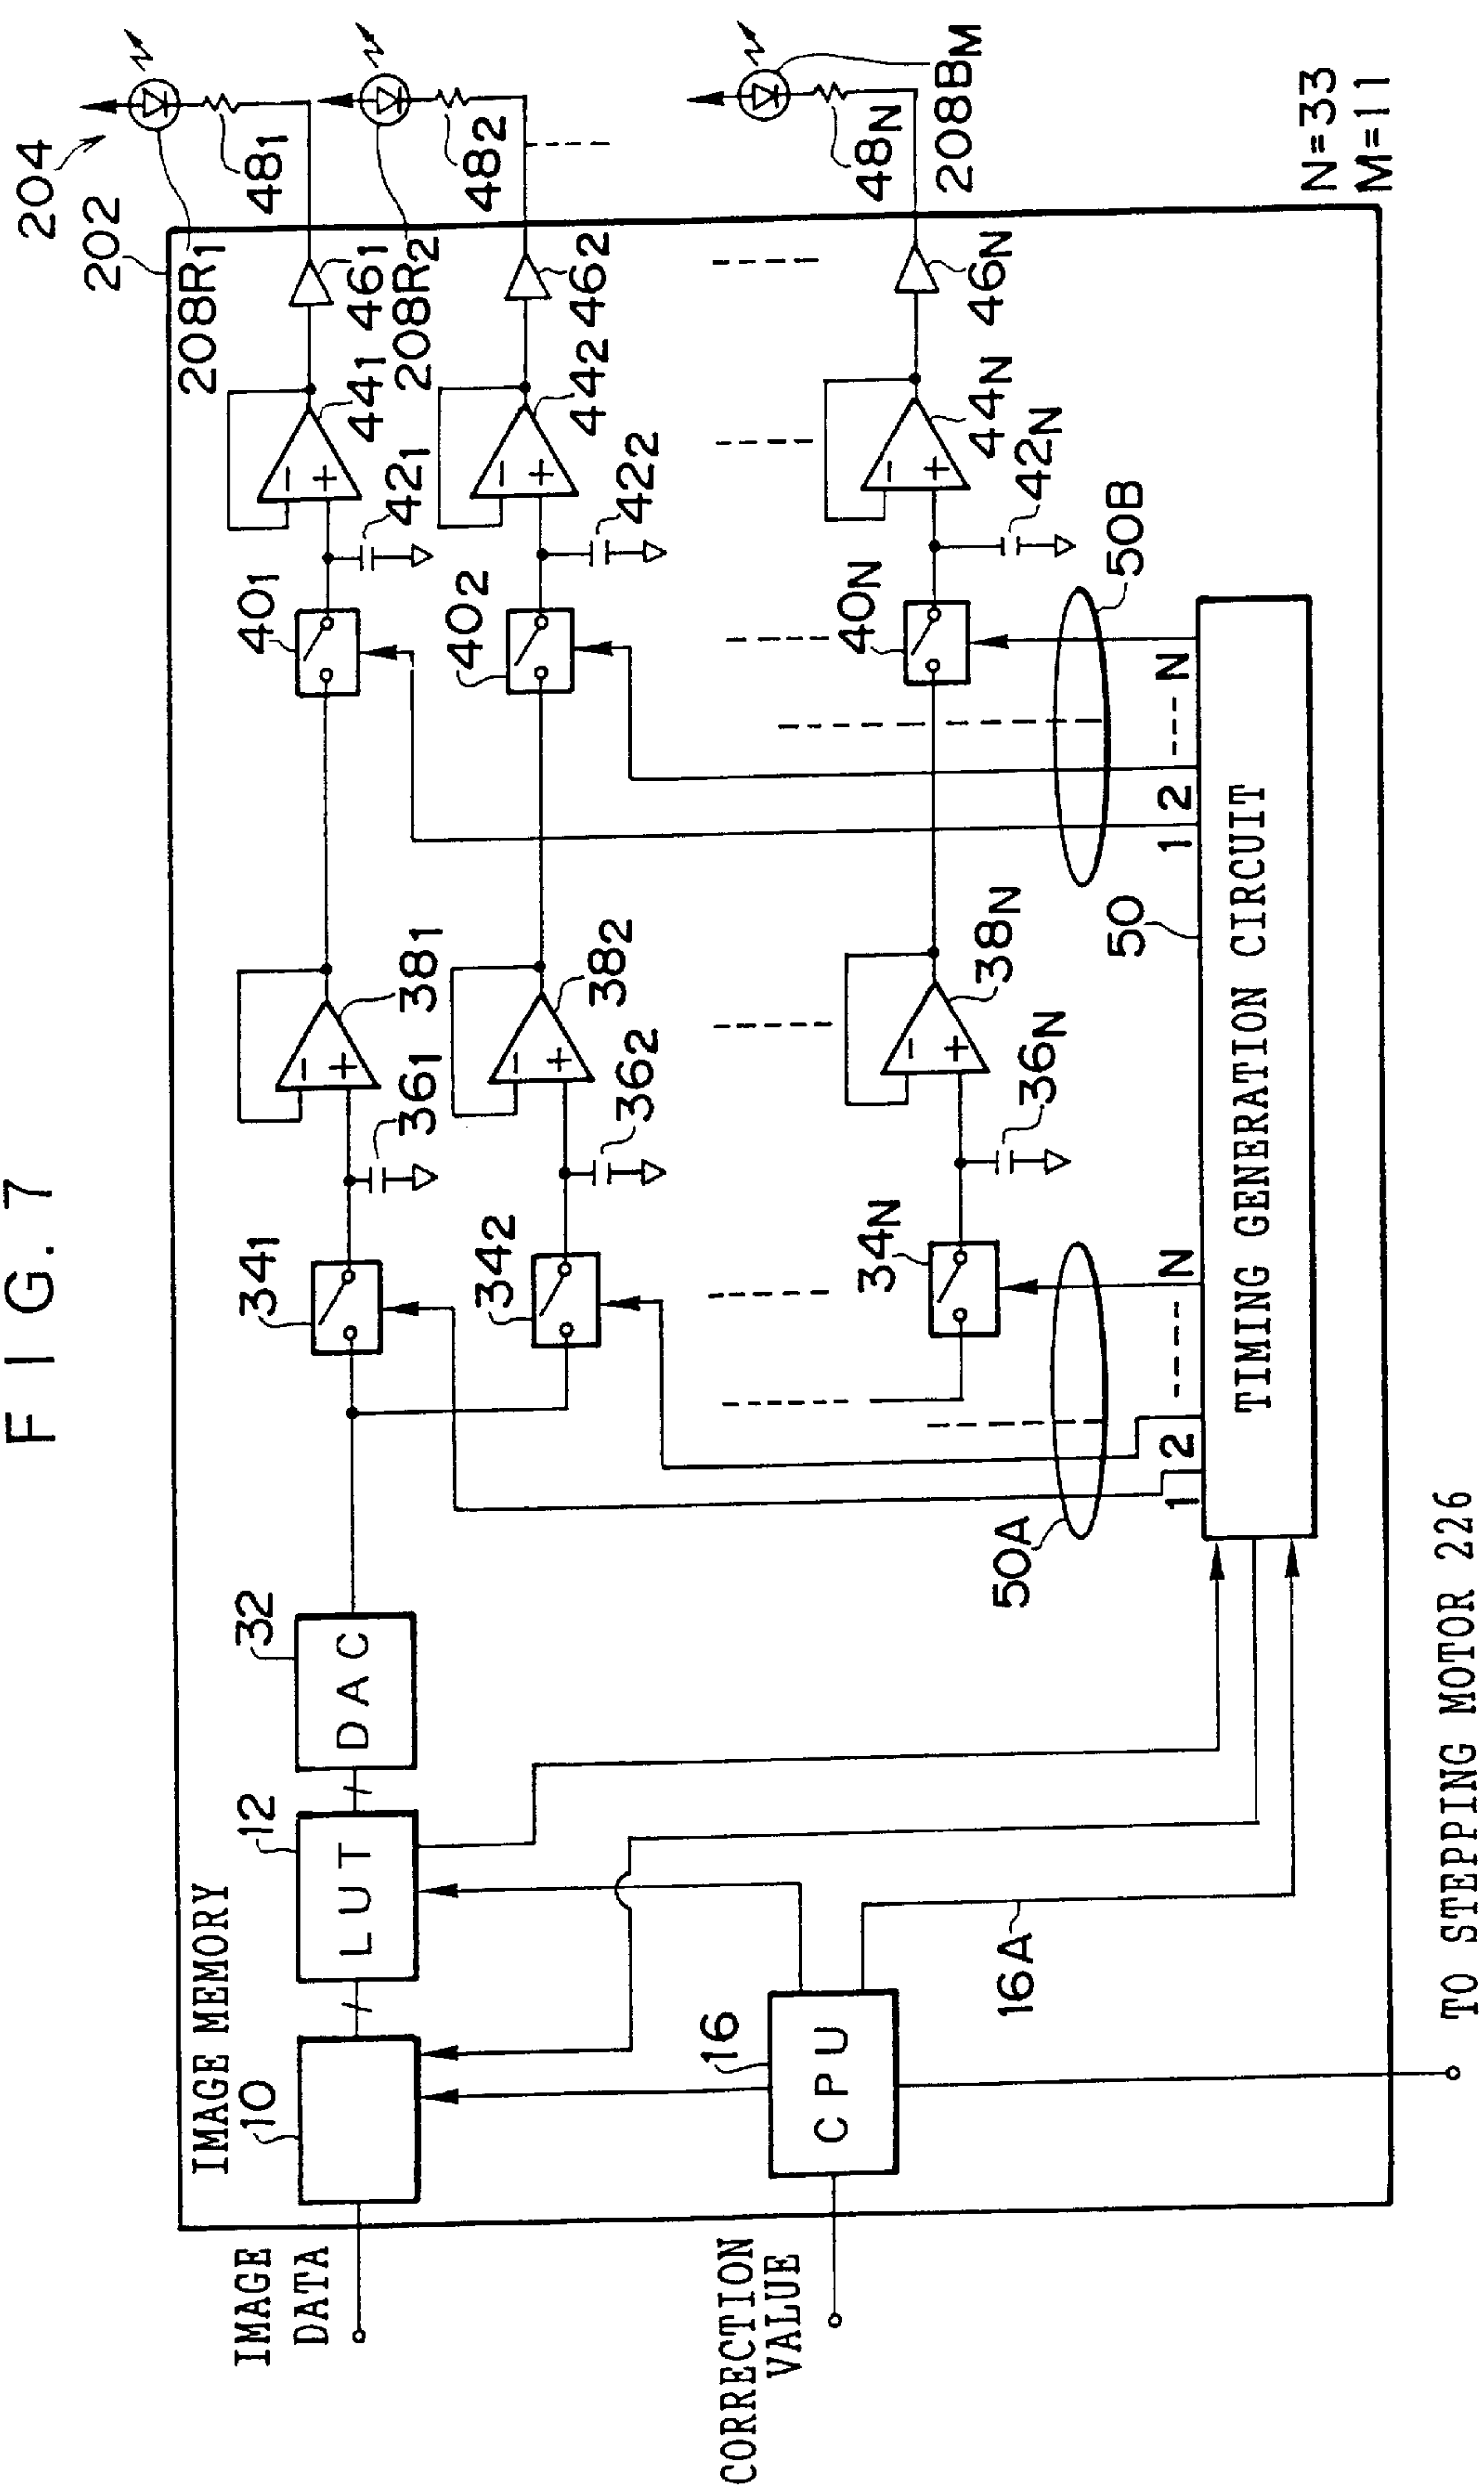 FIG. 7
IMAGE DATA
IMAGE MEMORY
10
LUT
12
DAC
32
34₁
36₁
38₁
40₁
42₁
44₁
46₁
48₁
208R₁
202
204
34₂
36₂
38₂
40₂
42₂
44₂
46₂
48₂
208R₂
34N
36N
38N
40N
42N
44N
46N
48N
208BM
CORRECTION VALUE
CPU
16
16A
50A
50B
1 2 N
1 2 N
50
TIMING GENERATION CIRCUIT
N=33
M=11
TO STEPPING MOTOR 226